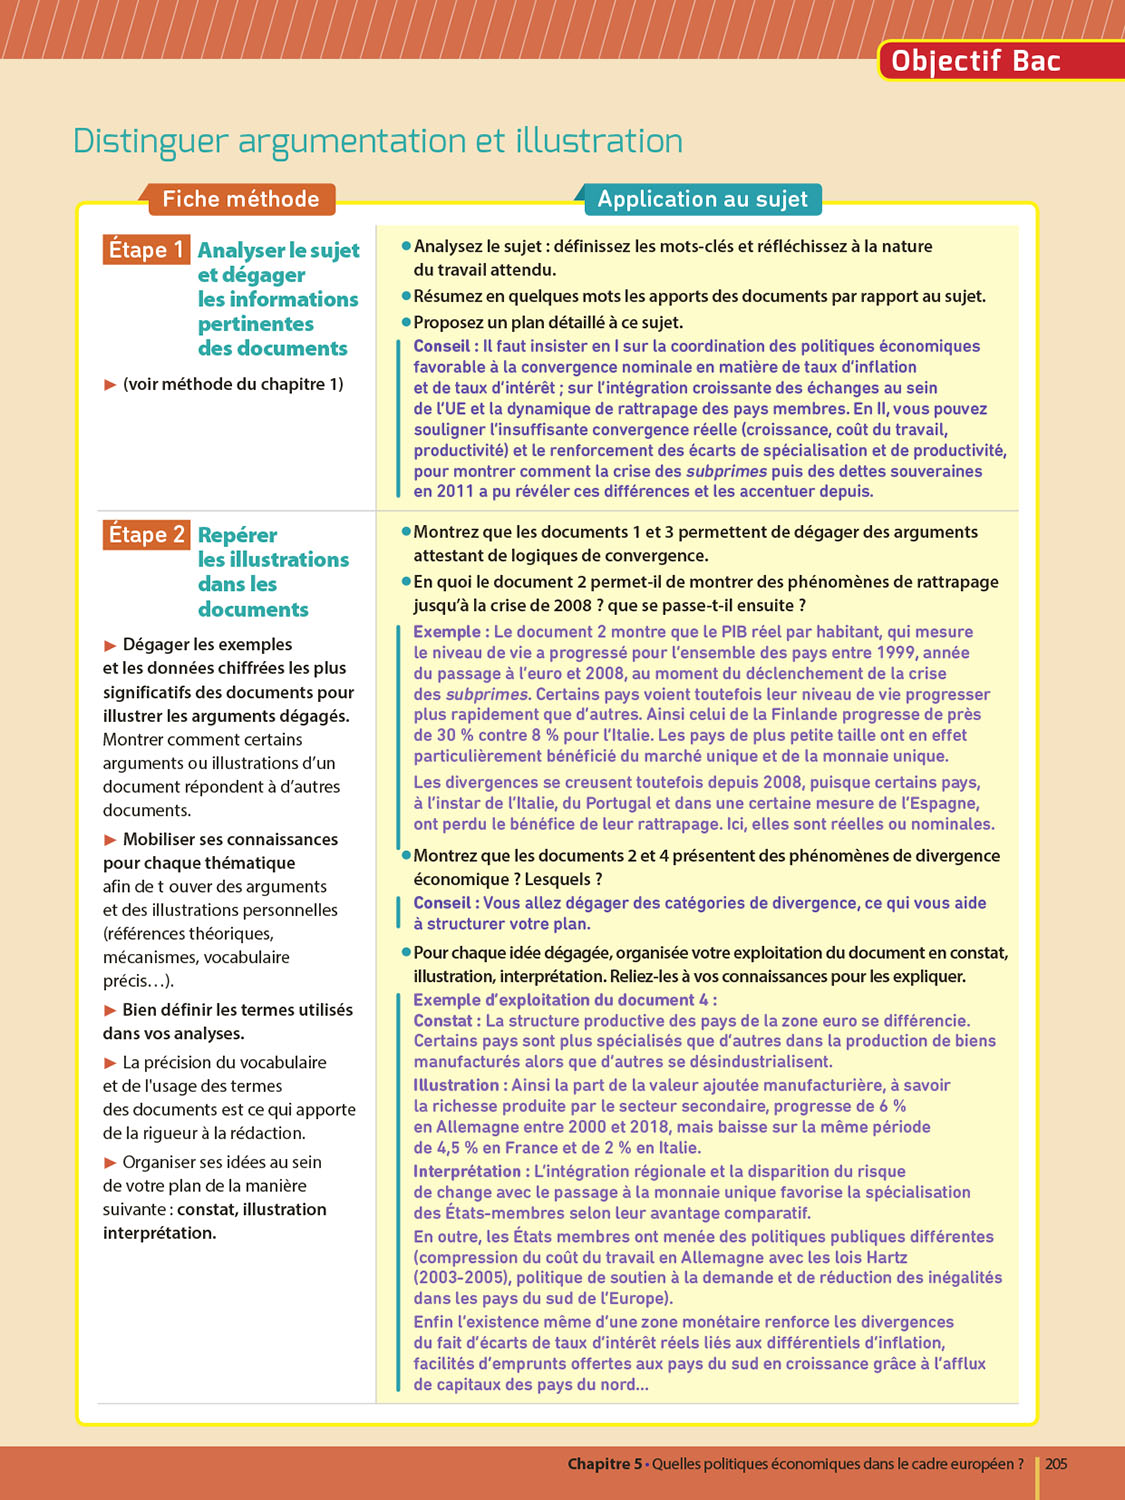 Objectif Bac
Distinguer argumentation et illustration
Fiche méthode
Application au sujet
Étape 1 Analyser le sujet
et dégager
les informations
pertinentes
des documents
► (voir méthode du chapitre 1)
● Analysez le sujet : définissez les mots-clés et réfléchissez à la nature
du travail attendu.
● Résumez en quelques mots les apports des documents par rapport au sujet.
● Proposez un plan détaillé à ce sujet.
Conseil : Il faut insister en I sur la coordination des politiques économiques
favorable à la convergence nominale en matière de taux d’inflation
et de taux d’intérêt ; sur l’intégration croissante des échanges au sein
de l’UE et la dynamique de rattrapage des pays membres. En II, vous pouvez
souligner l’insuffisante convergence réelle (croissance, coût du travail,
productivité) et le renforcement des écarts de spécialisation et de productivité,
pour montrer comment la crise des subprimes puis des dettes souveraines
en 2011 a pu révéler ces différences et les accentuer depuis.
Étape 2 Repérer
les illustrations
dans les
documents
► Dégager les exemples
et les données chiffrées les plus
significatifs des documents pour
illustrer les arguments dégagés.
Montrer comment certains
arguments ou illustrations d’un
document répondent à d’autres
documents.
► Mobiliser ses connaissances
pour chaque thématique
afin de t ouver des arguments
et des illustrations personnelles
(références théoriques,
mécanismes, vocabulaire
précis…).
► Bien définir les termes utilisés
dans vos analyses.
► La précision du vocabulaire
et de l'usage des termes
des documents est ce qui apporte
de la rigueur à la rédaction.
► Organiser ses idées au sein
de votre plan de la manière
suivante : constat, illustration
interprétation.
● Montrez que les documents 1 et 3 permettent de dégager des arguments
attestant de logiques de convergence.
● En quoi le document 2 permet-il de montrer des phénomènes de rattrapage
jusqu’à la crise de 2008 ? que se passe-t-il ensuite ?
Exemple : Le document 2 montre que le PIB réel par habitant, qui mesure
le niveau de vie a progressé pour l’ensemble des pays entre 1999, année
du passage à l’euro et 2008, au moment du déclenchement de la crise
des subprimes. Certains pays voient toutefois leur niveau de vie progresser
plus rapidement que d’autres. Ainsi celui de la Finlande progresse de près
de 30 % contre 8 % pour l’Italie. Les pays de plus petite taille ont en effet
particulièrement bénéficié du marché unique et de la monnaie unique.
Les divergences se creusent toutefois depuis 2008, puisque certains pays,
à l’instar de l’Italie, du Portugal et dans une certaine mesure de l’Espagne,
ont perdu le bénéfice de leur rattrapage. Ici, elles sont réelles ou nominales.
● Montrez que les documents 2 et 4 présentent des phénomènes de divergence
économique ? Lesquels ?
Conseil : Vous allez dégager des catégories de divergence, ce qui vous aide
à structurer votre plan.
● Pour chaque idée dégagée, organisée votre exploitation du document en constat,
illustration, interprétation. Reliez-les à vos connaissances pour les expliquer.
Exemple d’exploitation du document 4 :
Constat : La structure productive des pays de la zone euro se différencie.
Certains pays sont plus spécialisés que d’autres dans la production de biens
manufacturés alors que d’autres se désindustrialisent.
Illustration : Ainsi la part de la valeur ajoutée manufacturière, à savoir
la richesse produite par le secteur secondaire, progresse de 6 %
en Allemagne entre 2000 et 2018, mais baisse sur la même période
de 4,5 % en France et de 2 % en Italie.
Interprétation : L’intégration régionale et la disparition du risque
de change avec le passage à la monnaie unique favorise la spécialisation
des États-membres selon leur avantage comparatif.
En outre, les États membres ont menée des politiques publiques différentes
(compression du coût du travail en Allemagne avec les lois Hartz
(2003-2005), politique de soutien à la demande et de réduction des inégalités
dans les pays du sud de l’Europe).
Enfin l’existence même d’une zone monétaire renforce les divergences
du fait d’écarts de taux d’intérêt réels liés aux différentiels d’inflation,
facilités d’emprunts offertes aux pays du sud en croissance grâce à l’afflux
de capitaux des pays du nord…
Chapitre 5 • Quelles politiques économiques dans le cadre européen ? 205